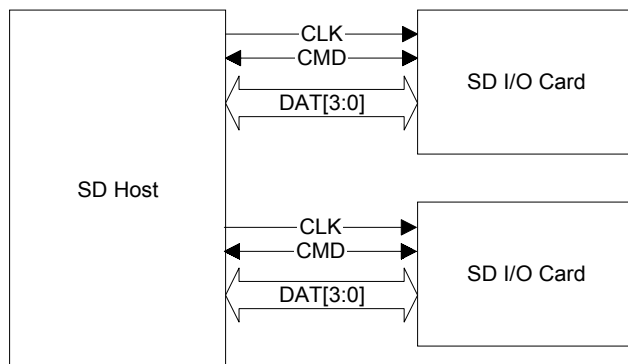 CLK
CMD
SD I/O Card
DAT[3:0]
SD Host
CLK
CMD
SD I/O Card
DAT[3:0]